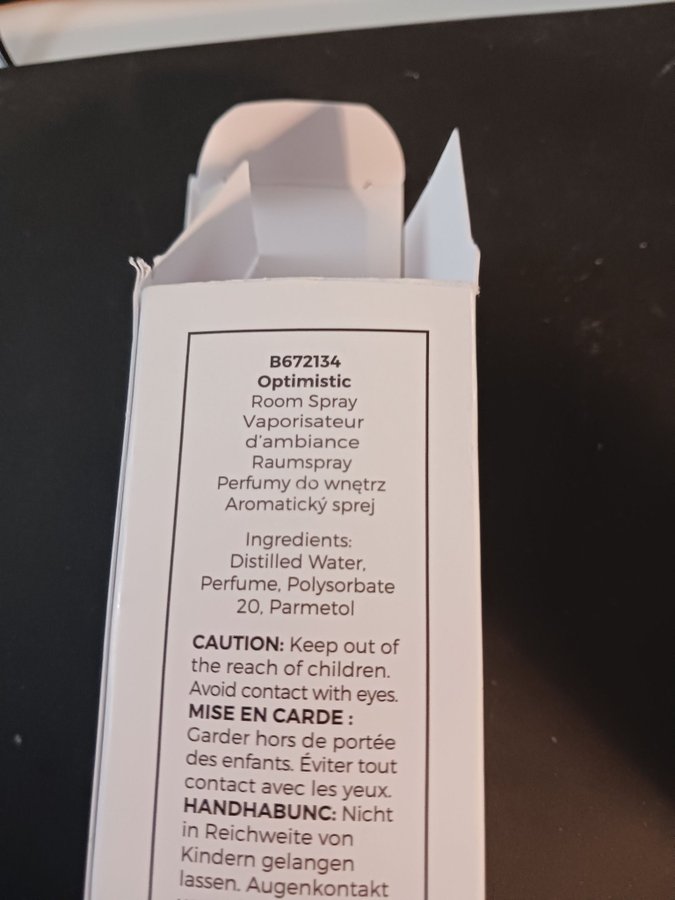 B672134
Optimistic
Room Spray
Vaporisateur
d'ambiance
Raumspray
Perfumy do wnętrz
Aromatický sprej
Ingredients:
Distilled Water,
Perfume, Polysorbate
20, Parmetol
CAUTION: Keep out of
the reach of children.
Avoid contact with eyes.
MISE EN CARDE :
Garder hors de portée
des enfants. Éviter tout
contact avec les yeux.
HANDHABUNC: Nicht
in Reichweite von
Kindern gelangen
lassen. Augenkontakt